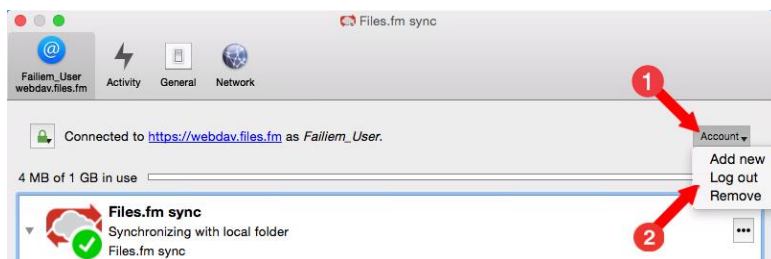 Files.fm sync
Failiem_User
webdav.files.fm
Activity
General
Network
1
Connected to https://webdav.files.fm as Failiem_User.
Account
Add new
4 MB of 1 GB in use
Log out
Remove
Files.fm sync
Synchronizing with local folder
2
Files.fm sync